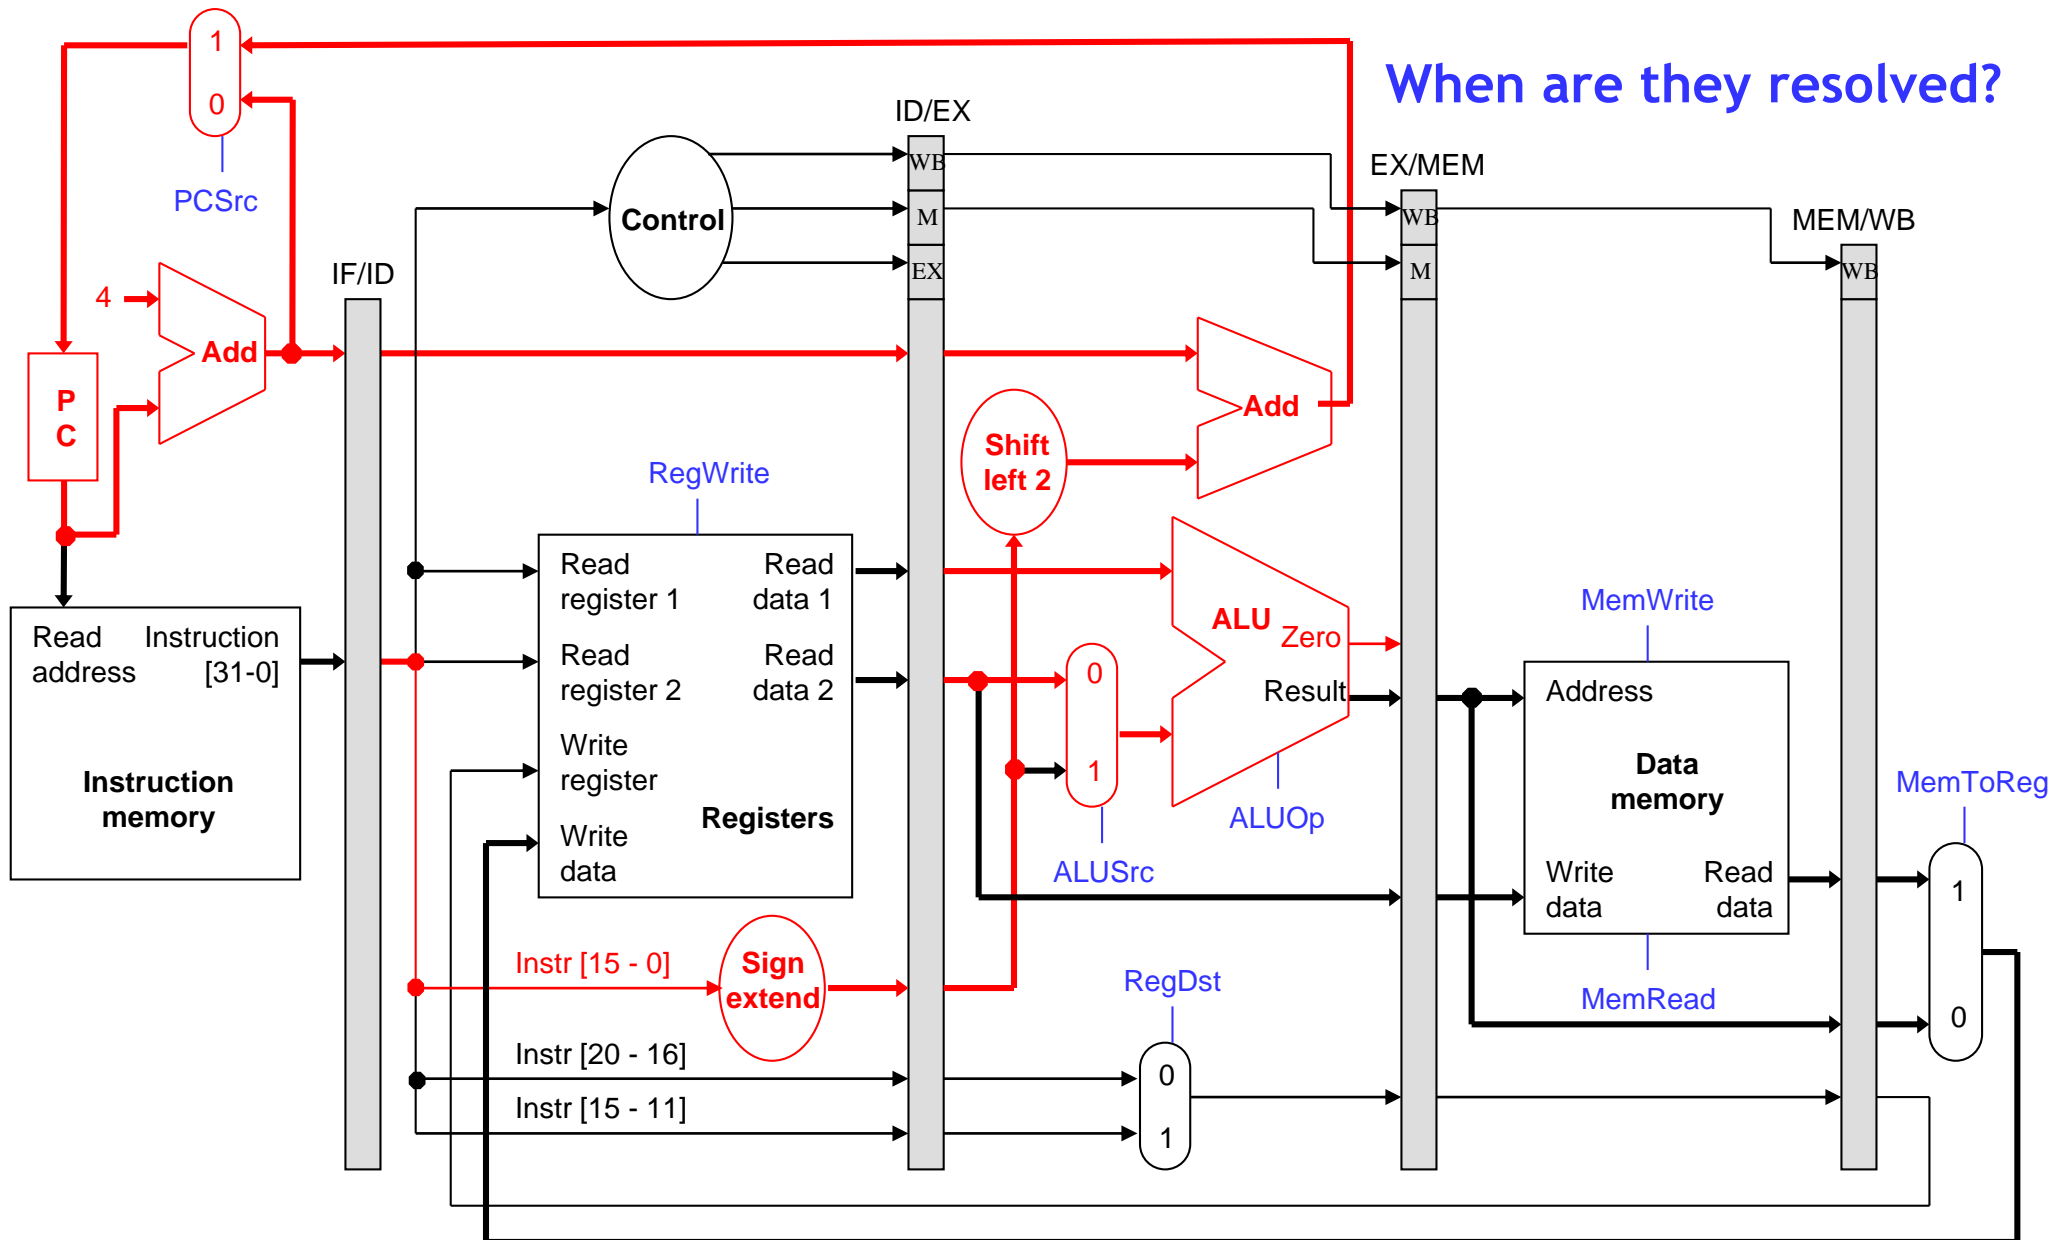 When are they resolved?
1
0
PCSrc
4
Add
P
C
IF/ID
Control
ID/EX
WB
M
EX
EX/MEM
WB
M
MEM/WB
WB
Shift
left 2
Add
RegWrite
Read
register 1
Read
data 1
Read
register 2
Read
data 2
Write
register
Write
data
Registers
Read
address
Instruction
[31-0]
Instruction
memory
0
1
ALUSrc
ALU
Zero
Result
ALUOp
MemWrite
Address
Data
memory
Write
data
Read
data
MemRead
MemToReg
1
0
Instr [15 - 0]
Sign
extend
RegDst
Instr [20 - 16]
0
Instr [15 - 11]
1